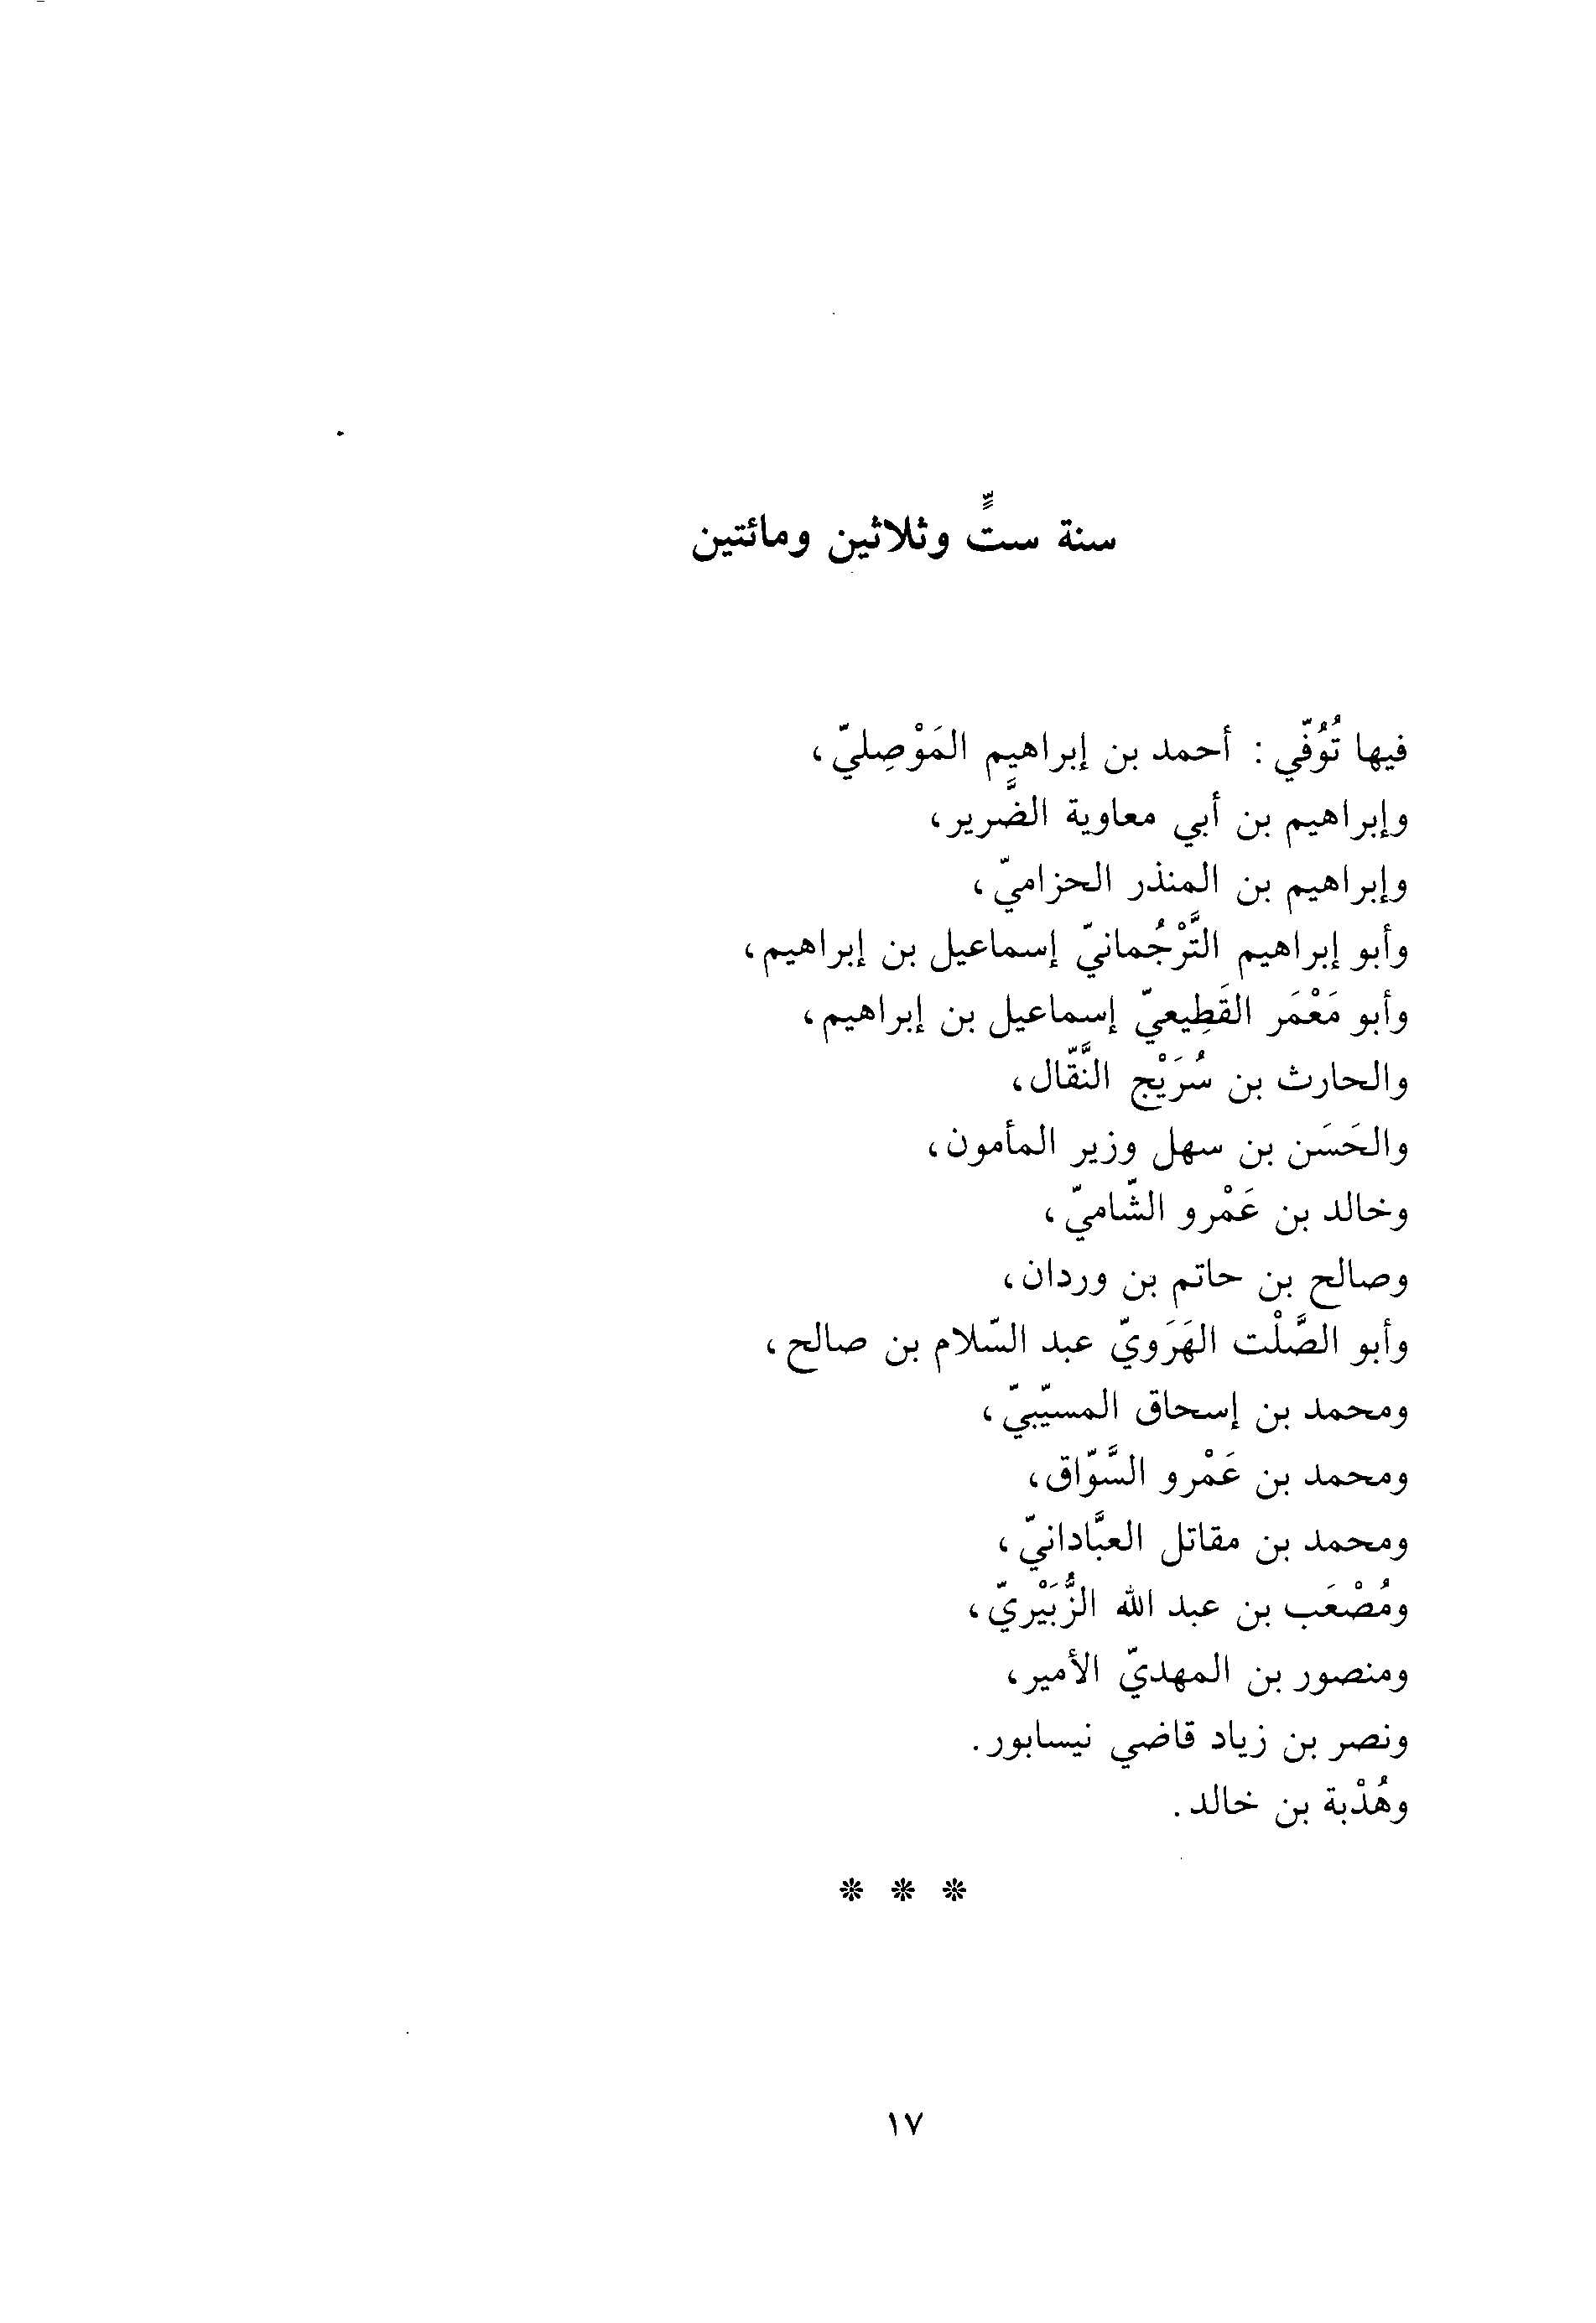 سنة ستٍّ وثلاثين ومائتين
فيها تُوُفّي : أحمد بن إبراهيم المَوْصِليّ،
وإبراهيم بن أبي معاوية الضَّرير،
وإبراهيم بن المنذر الحزاميّ،
وأبو إبراهيم التَّرْجُمانيّ إسماعيل بن إبراهيم،
وأبو مَعْمَر القَطِيعيّ إسماعيل بن إبراهيم،
والحارث بن سُرَيْج النَّقّال،
والحَسَن بن سهل وزير المأمون،
وخالد بن عَمْرو الشّاميّ،
وصالح بن حاتم بن وردان،
وأبو الصَّلْت الهَرَويّ عبد السّلام بن صالح،
ومحمد بن إسحاق المسيّبيّ،
ومحمد بن عَمْرو السَّوّاق،
ومحمد بن مقاتل العبَّادانيّ،
ومُصْعَب بن عبد الله الزُّبَيْريّ،
ومنصور بن المهديّ الأمير،
ونصر بن زياد قاضي نيسابور.
وهُدْبة بن خالد.
* * *
١٧